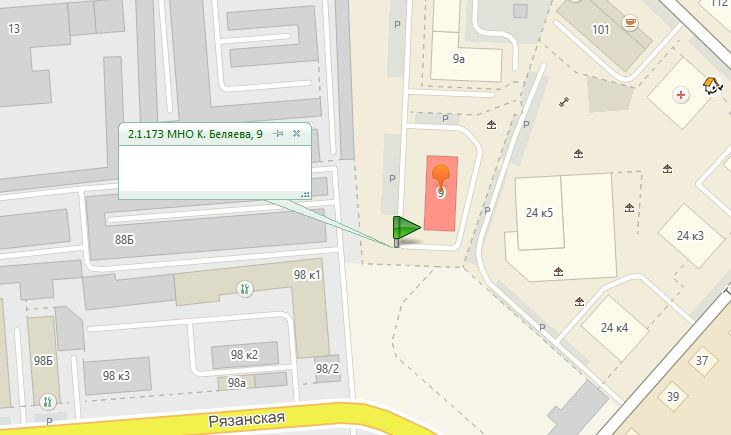 112
13
101
9а
P
P
P
2.1.173 МНО К. Беляева, 9
P
9
24 к5
P
88Б
24 к3
98 к1
P
24 к4
98Б
98 к2
98 к3
98/2
98а
37
39
P
Рязанская